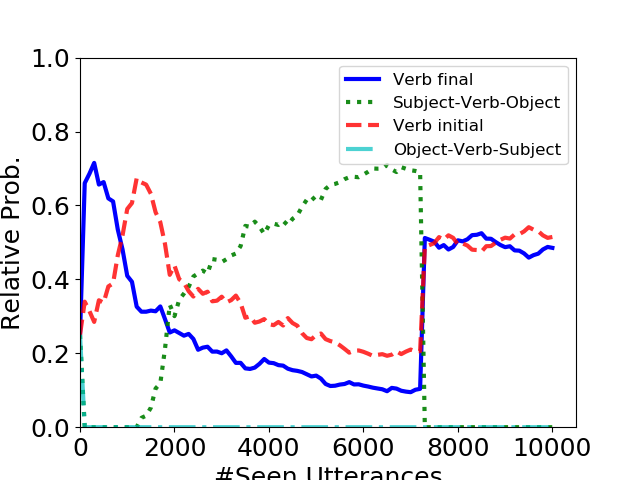 1.0
0.8
0.6
0.4
0.2
0.0
Relative Prob.
Verb final
Subject-Verb-Object
Verb initial
Object-Verb-Subject
0 2000 4000 6000 8000 10000
#Seen Utterances